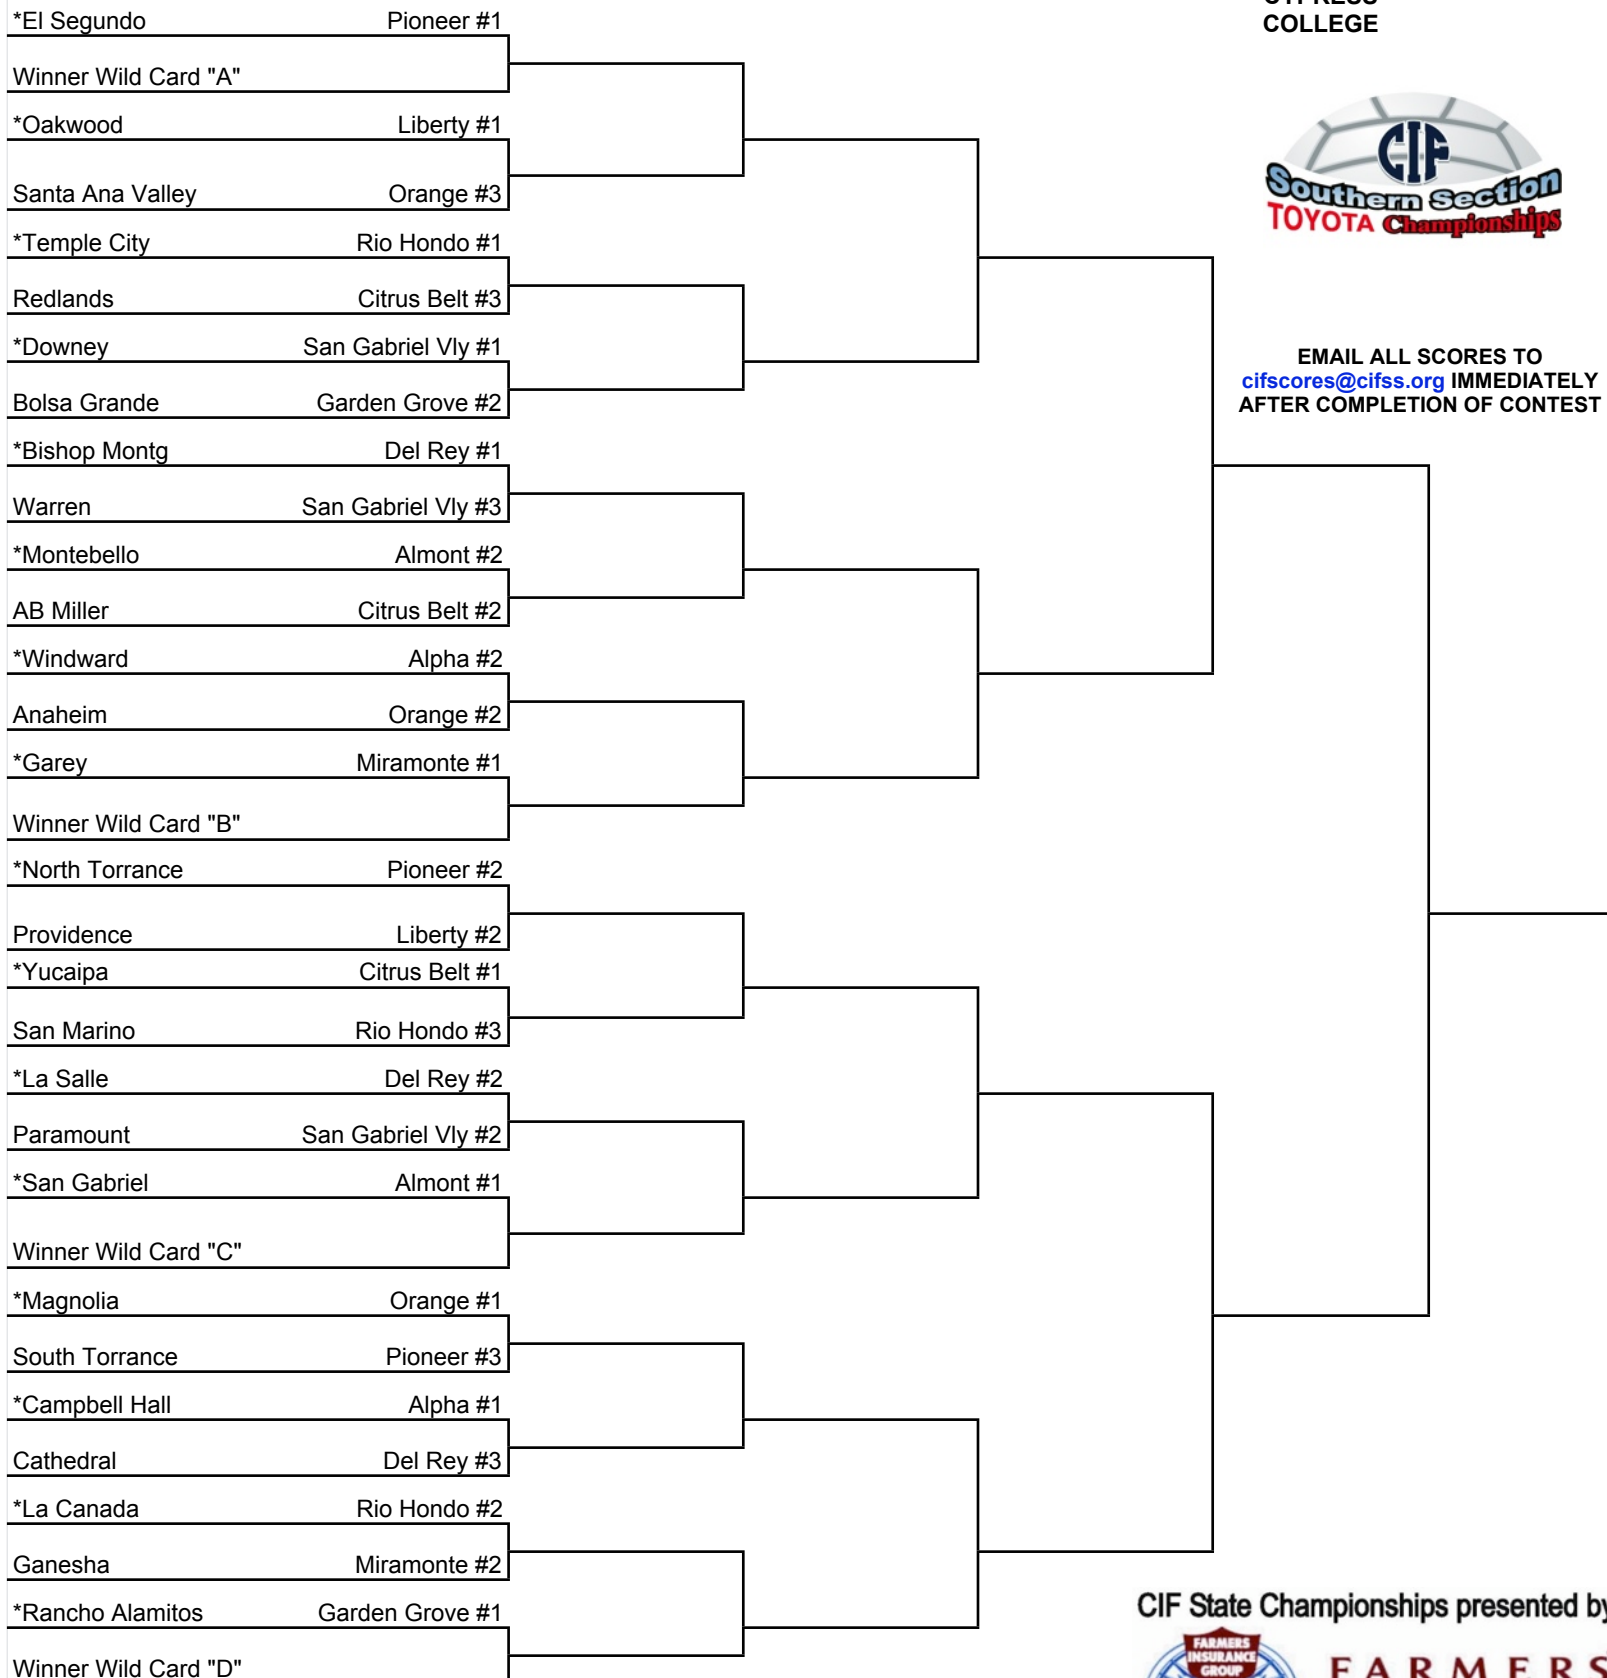 *El Segundo Pioneer #1
Winner Wild Card "A"
*Oakwood Liberty #1
Santa Ana Valley Orange #3
*Temple City Rio Hondo #1
Redlands Citrus Belt #3
*Downey San Gabriel Vly #1
Bolsa Grande Garden Grove #2
*Bishop Montg Del Rey #1
Warren San Gabriel Vly #3
*Montebello Almont #2
AB Miller Citrus Belt #2
*Windward Alpha #2
Anaheim Orange #2
*Garey Miramonte #1
Winner Wild Card "B"
*North Torrance Pioneer #2
Providence Liberty #2
*Yucaipa Citrus Belt #1
San Marino Rio Hondo #3
*La Salle Del Rey #2
Paramount San Gabriel Vly #2
*San Gabriel Almont #1
Winner Wild Card "C"
*Magnolia Orange #1
South Torrance Pioneer #3
*Campbell Hall Alpha #1
Cathedral Del Rey #3
*La Canada Rio Hondo #2
Ganesha Miramonte #2
*Rancho Alamitos Garden Grove #1
Winner Wild Card "D"
CYPRESS
COLLEGE
CIF
Southern Section
TOYOTA Championships
EMAIL ALL SCORES TO
cifscores@cifss.org IMMEDIATELY
AFTER COMPLETION OF CONTEST
CIF State Championships presented by
FARMERS
INSURANCE
GROUP
FARMERS